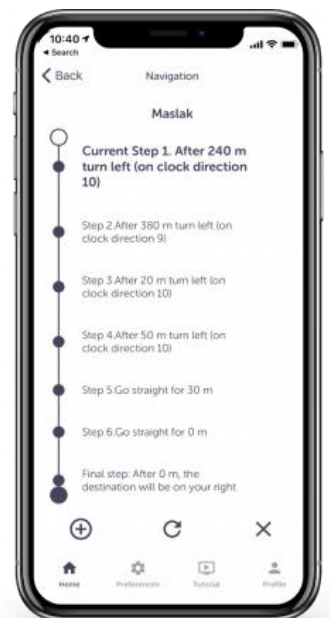 10:40
Search
Back
Navigation
Maslak
Current Step 1. After 240 m
turn left (on clock direction
10)
Step 2.After 380 m turn left (on
clock direction 9)
Step 3.After 20 m turn left (on
clock direction 10)
Step 4.After 50 m turn left (on
clock direction 10)
Step 5.Go straight for 30 m
Step 6.Go straight for 0 m
Final step: After 0 m, the
destination will be on your right
Home
Preferences
Tutorial
Profile